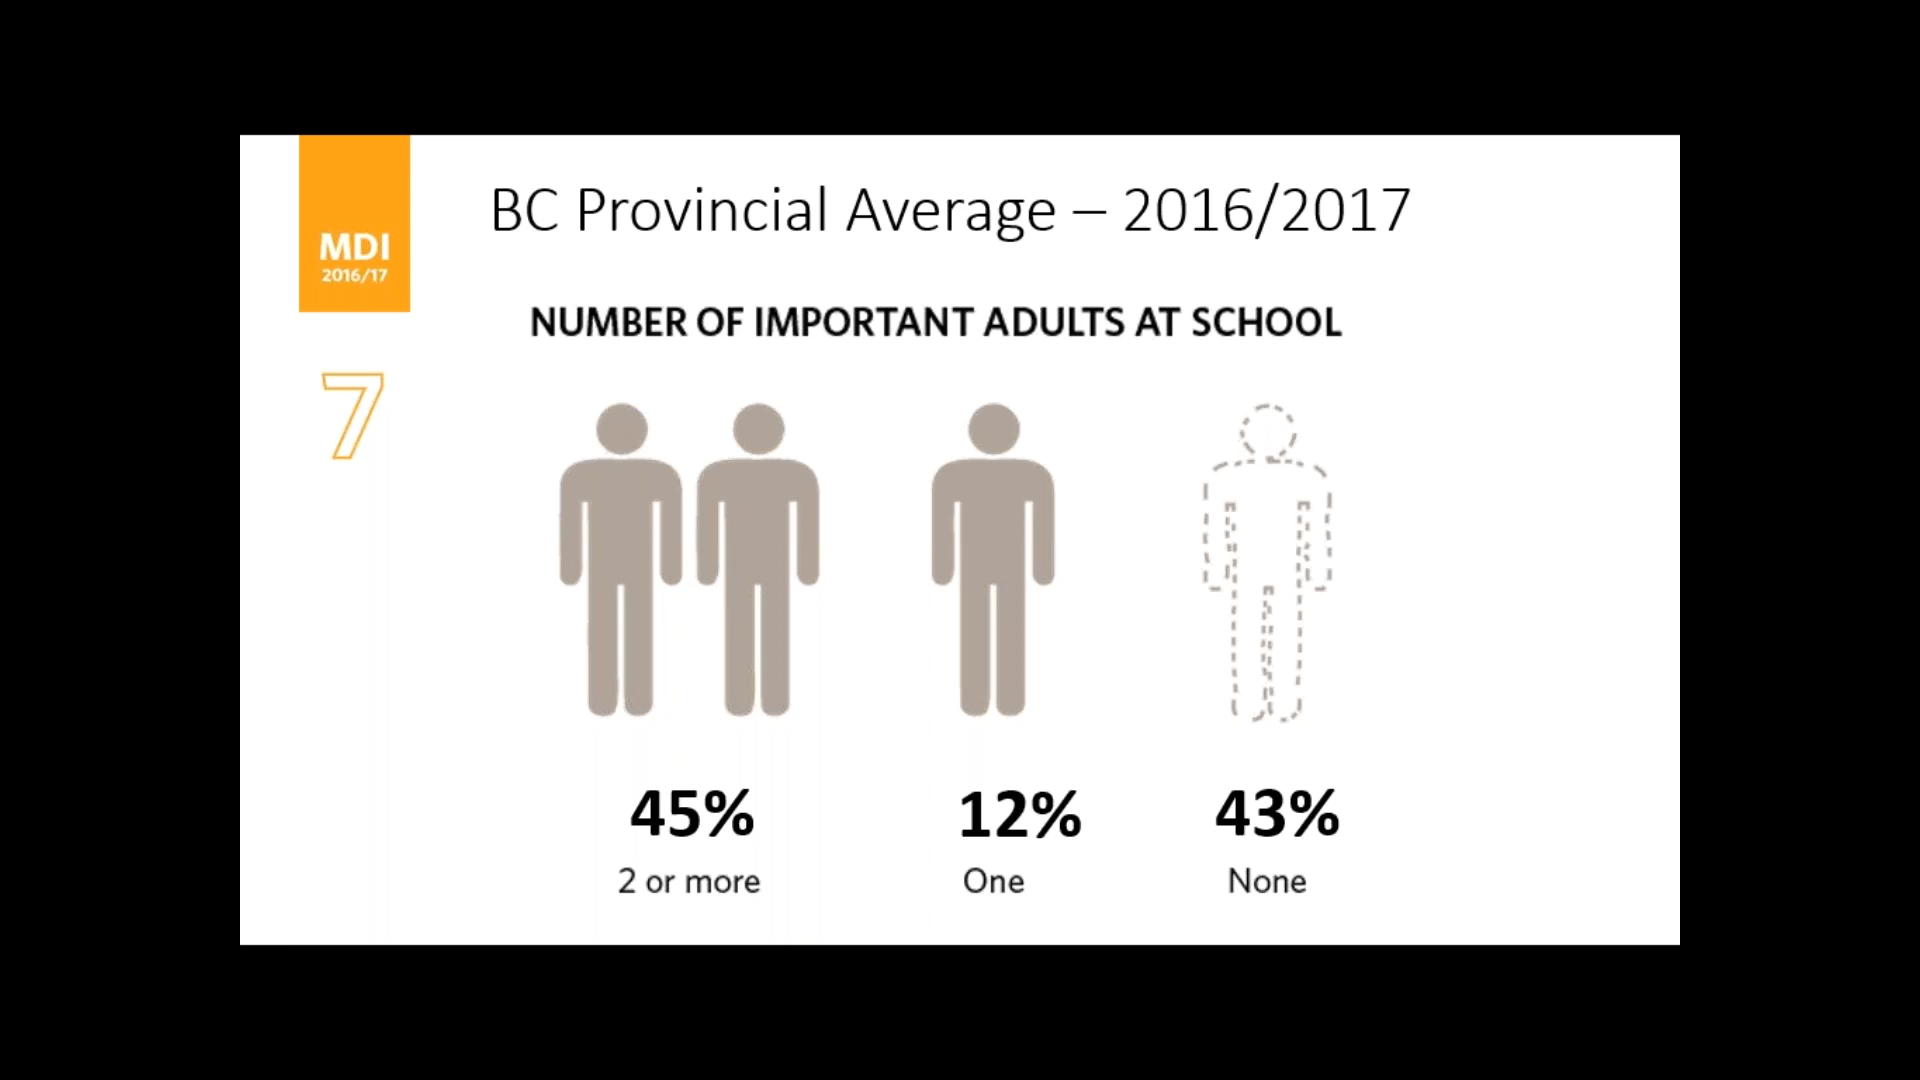 MDI
2016/17
BC Provincial Average – 2016/2017
NUMBER OF IMPORTANT ADULTS AT SCHOOL
7
45%
12%
43%
2 or more
One
None